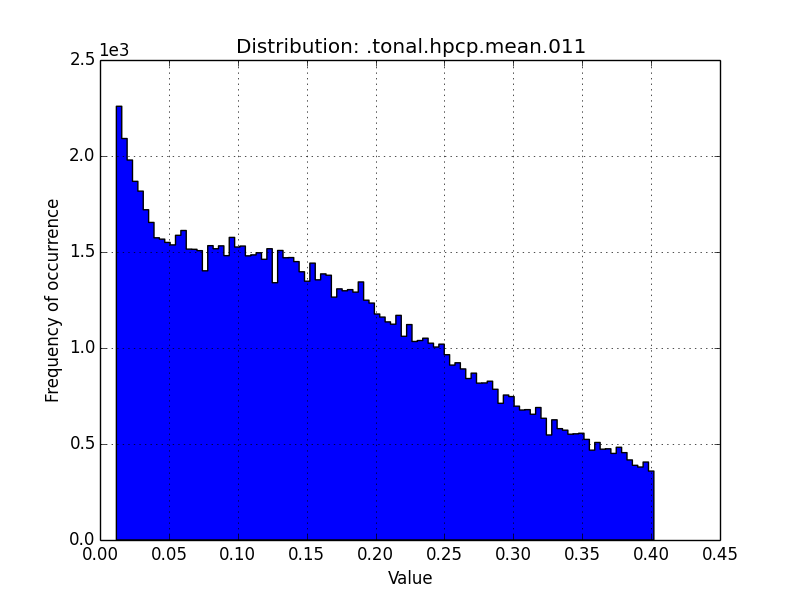 Distribution: .tonal.hpcp.mean.011
1e3
2.5
2.0
1.5
1.0
0.5
0.0
Frequency of occurrence
0.00 0.05 0.10 0.15 0.20 0.25 0.30 0.35 0.40 0.45
Value